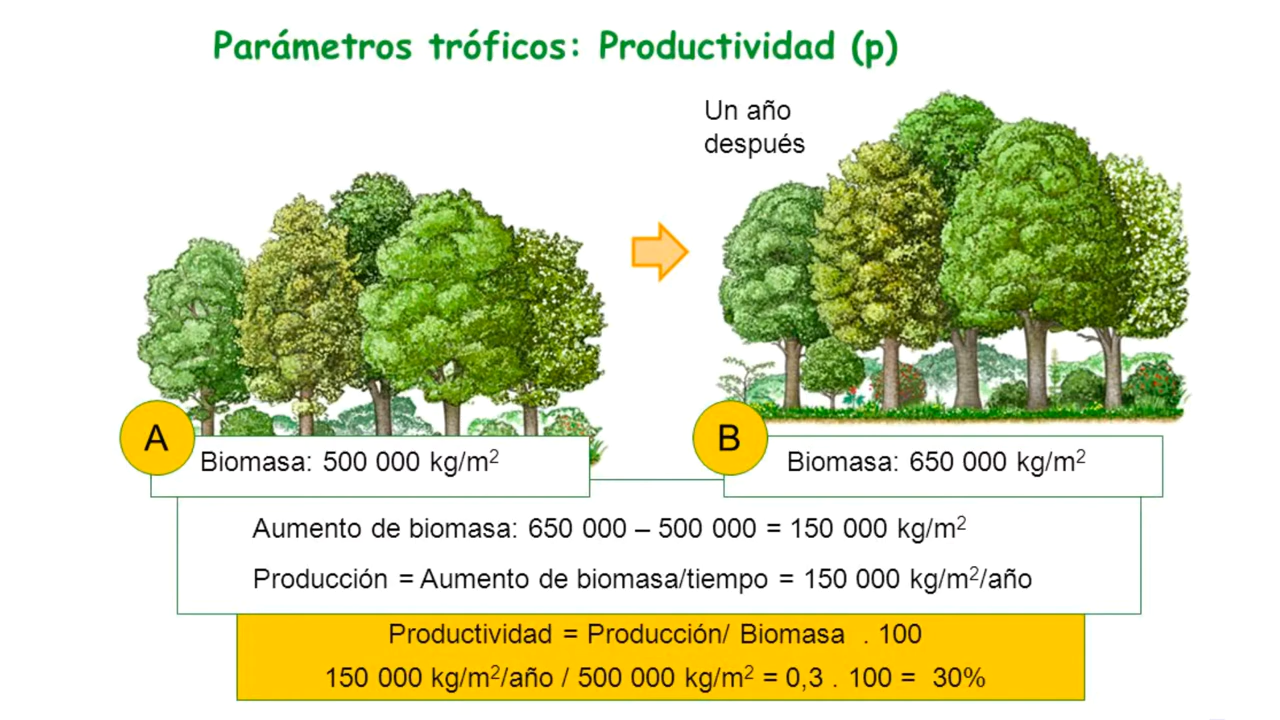 Parámetros tróficos: Productividad (p)
Un año
después
A
Biomasa: 500 000 kg/m²
B
Biomasa: 650 000 kg/m²
Aumento de biomasa: 650 000 – 500 000 = 150 000 kg/m²
Producción = Aumento de biomasa/tiempo = 150 000 kg/m²/año
Productividad = Producción/ Biomasa . 100
150 000 kg/m²/año / 500 000 kg/m² = 0,3 . 100 = 30%